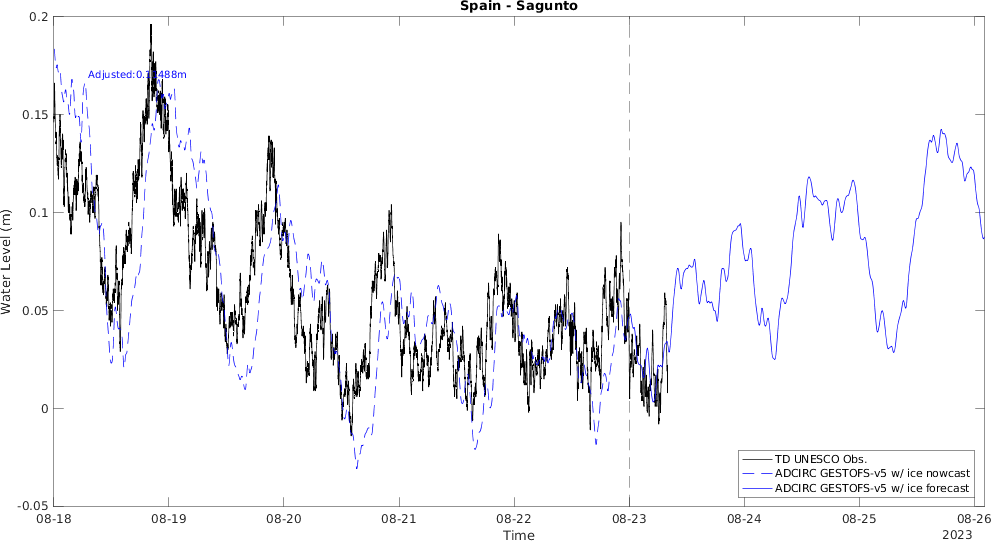 Spain - Sagunto
0.2
Water Level (m)
0.15
0.1
0.05
0
-0.05
08-18
08-19
08-20
08-21
08-22
08-23
08-24
08-25
08-26
Time
2023
TD UNESCO Obs.
ADCIRC GESTOFS-v5 w/ ice nowcast
ADCIRC GESTOFS-v5 w/ ice forecast